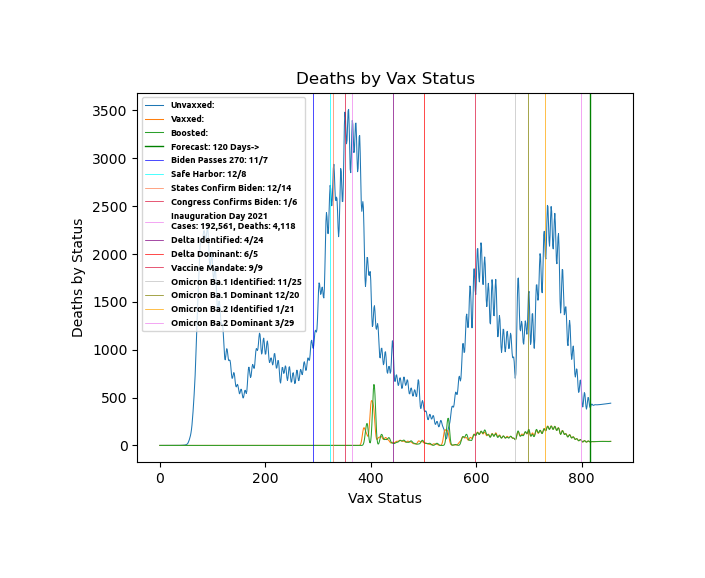 Deaths by Vax Status
Deaths by Status
3500
3000
2500
2000
1500
1000
500
0
Unvaxxed:
Vaxxed:
Boosted:
Forecast: 120 Days->
Biden Passes 270: 11/7
Safe Harbor: 12/8
States Confirm Biden: 12/14
Congress Confirms Biden: 1/6
Inauguration Day 2021
Cases: 192,561, Deaths: 4,118
Delta Identified: 4/24
Delta Dominant: 6/5
Vaccine Mandate: 9/9
Omicron Ba.1 Identified: 11/25
Omicron Ba.1 Dominant 12/20
Omicron Ba.2 Identified 1/21
Omicron Ba.2 Dominant 3/29
0 200 400 600 800
Vax Status